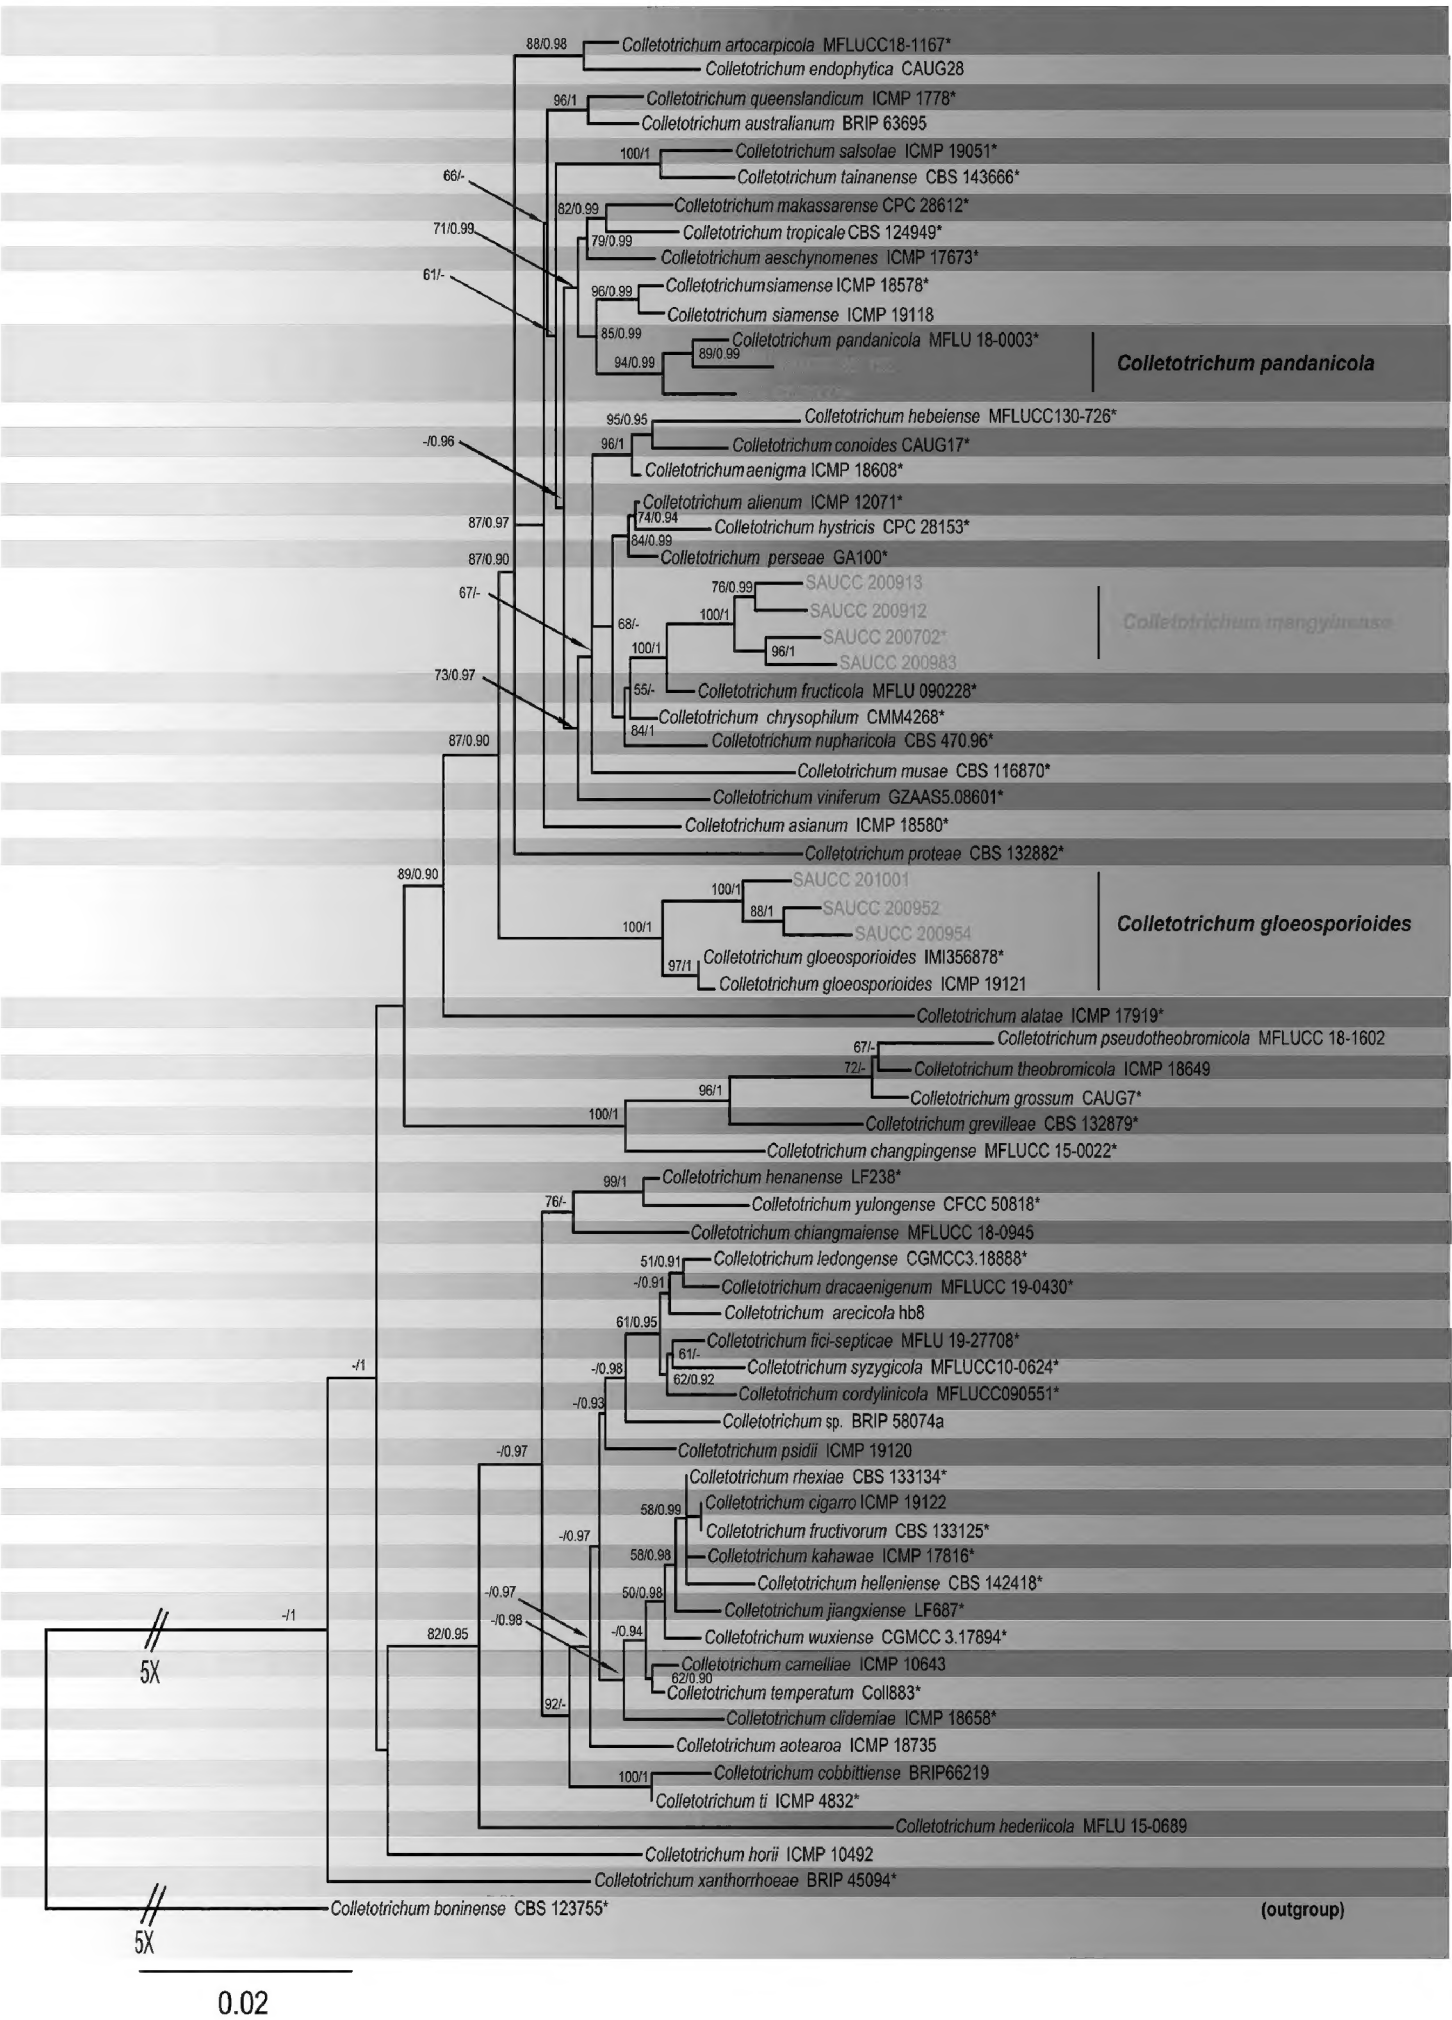 88/0.98
Colletotrichum artocarpicola MFLUCC18-1167*
Colletotrichum endophytica CAUG28
96/1
Colletotrichum queenslandicum ICMP 1778*
Colletotrichum australianum BRIP 63695
100/1
Colletotrichum salsolae ICMP 19051*
Colletotrichum tainanense CBS 143666*
66/-
82/0.99
Colletotrichum makassarense CPC 28612*
71/0.99
Colletotrichum tropicale CBS 124949*
79/0.99
Colletotrichum aeschynomenes ICMP 17673*
61/-
96/0.99
Colletotrichumsiamense ICMP 18578*
Colletotrichum siamense ICMP 19118
85/0.99
Colletotrichum pandanicola MFLU 18-0003*
89/0.99
94/0.99
Colletotrichum pandanicola
95/0.95
Colletotrichum hebeiense MFLUCC130-726*
-/0.96
96/1
Colletotrichum conoides CAUG17*
Colletotrichumaenigma ICMP 18608*
Colletotrichum alienum ICMP 12071*
74/0.94
87/0.97
Colletotrichum hystricis CPC 28153*
84/0.99
87/0.90
Colletotrichum perseae GA100*
67/-
76/0.99
SAUCC 200913
100/1
SAUCC 200912
68/-
Colletotrichum mengyinense
SAUCC 200702*
100/1
96/1
SAUCC 200983
73/0.97
55/-
Colletotrichum fructicola MFLU 090228*
Colletotrichum chrysophilum CMM4268*
84/1
87/0.90
Colletotrichum nupharicola CBS 470.96*
Colletotrichum musae CBS 116870*
Colletotrichum viniferum GZAAS5.08601*
Colletotrichum asianum ICMP 18580*
Colletotrichum proteae CBS 132882*
89/0.90
100/1
SAUCC 201001
88/1
SAUCC 200952
100/1
SAUCC 200954
Colletotrichum gloeosporioides
97/1
Colletotrichum gloeosporioides IMI356878*
Colletotrichum gloeosporioides ICMP 19121
Colletotrichum alatae ICMP 17919*
67/-
Colletotrichum pseudotheobromicola MFLUCC 18-1602
72/-
Colletotrichum theobromicola ICMP 18649
96/1
Colletotrichum grossum CAUG7*
100/1
Colletotrichum grevilleae CBS 132879*
Colletotrichum changpingense MFLUCC 15-0022*
99/1
Colletotrichum henanense LF238*
76/-
Colletotrichum yulongense CFCC 50818*
Colletotrichum chiangmaiense MFLUCC 18-0945
51/0.91
Colletotrichum ledongense CGMCC3.18888*
-/0.91
Colletotrichum dracaenigenum MFLUCC 19-0430*
Colletotrichum arecicola hb8
61/0.95
Colletotrichum fici-septicae MFLU 19-27708*
61/-
-/1
-/0.98
Colletotrichum syzygicola MFLUCC10-0624*
62/0.92
Colletotrichum cordylinicola MFLUCC090551*
-/0.93
Colletotrichum sp. BRIP 58074a
-/0.97
Colletotrichum psidii ICMP 19120
Colletotrichum rhexiae CBS 133134*
58/0.99
Colletotrichum cigarro ICMP 19122
-/0.97
Colletotrichum fructivorum CBS 133125*
58/0.98
Colletotrichum kahawae ICMP 17816*
-/0.97
50/0.98
Colletotrichum helleniense CBS 142418*
-/1
-/0.98
Colletotrichum jiangxiense LF687*
82/0.95
-/0.94
Colletotrichum wuxiense CGMCC 3.17894*
5X
Colletotrichum camelliae ICMP 10643
62/0.90
Colletotrichum temperatum Coll883*
92/-
Colletotrichum clidemiae ICMP 18658*
Colletotrichum aotearoa ICMP 18735
100/1
Colletotrichum cobbittiense BRIP66219
Colletotrichum ti ICMP 4832*
Colletotrichum hederiicola MFLU 15-0689
Colletotrichum horii ICMP 10492
Colletotrichum xanthorrhoeae BRIP 45094*
Colletotrichum boninense CBS 123755*
(outgroup)
5X
0.02